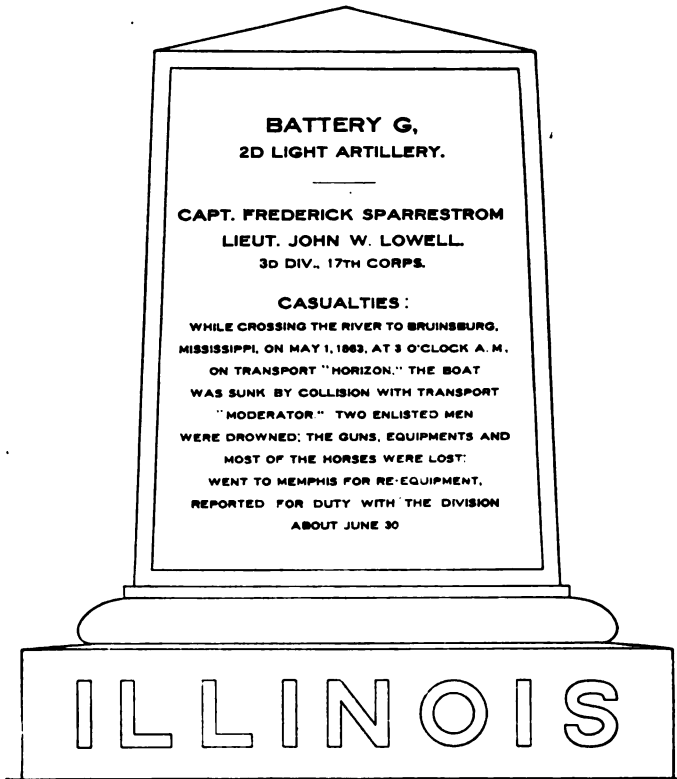 BATTERY G,
2D LIGHT ARTILLERY.
CAPT. FREDERICK SPARRESTROM
LIEUT. JOHN W. LOWELL.
3D DIV., 17TH CORPS.
CASUALTIES:
WHILE CROSSING THE RIVER TO BRUINSBURG,
MISSISSIPPI, ON MAY 1, 1863, AT 3 O'CLOCK A. M.,
ON TRANSPORT "HORIZON." THE BOAT
WAS SUNK BY COLLISION WITH TRANSPORT
"MODERATOR." TWO ENLISTED MEN
WERE DROWNED; THE GUNS, EQUIPMENTS AND
MOST OF THE HORSES WERE LOST;
WENT TO MEMPHIS FOR RE-EQUIPMENT,
REPORTED FOR DUTY WITH THE DIVISION
ABOUT JUNE 30
ILLINOIS